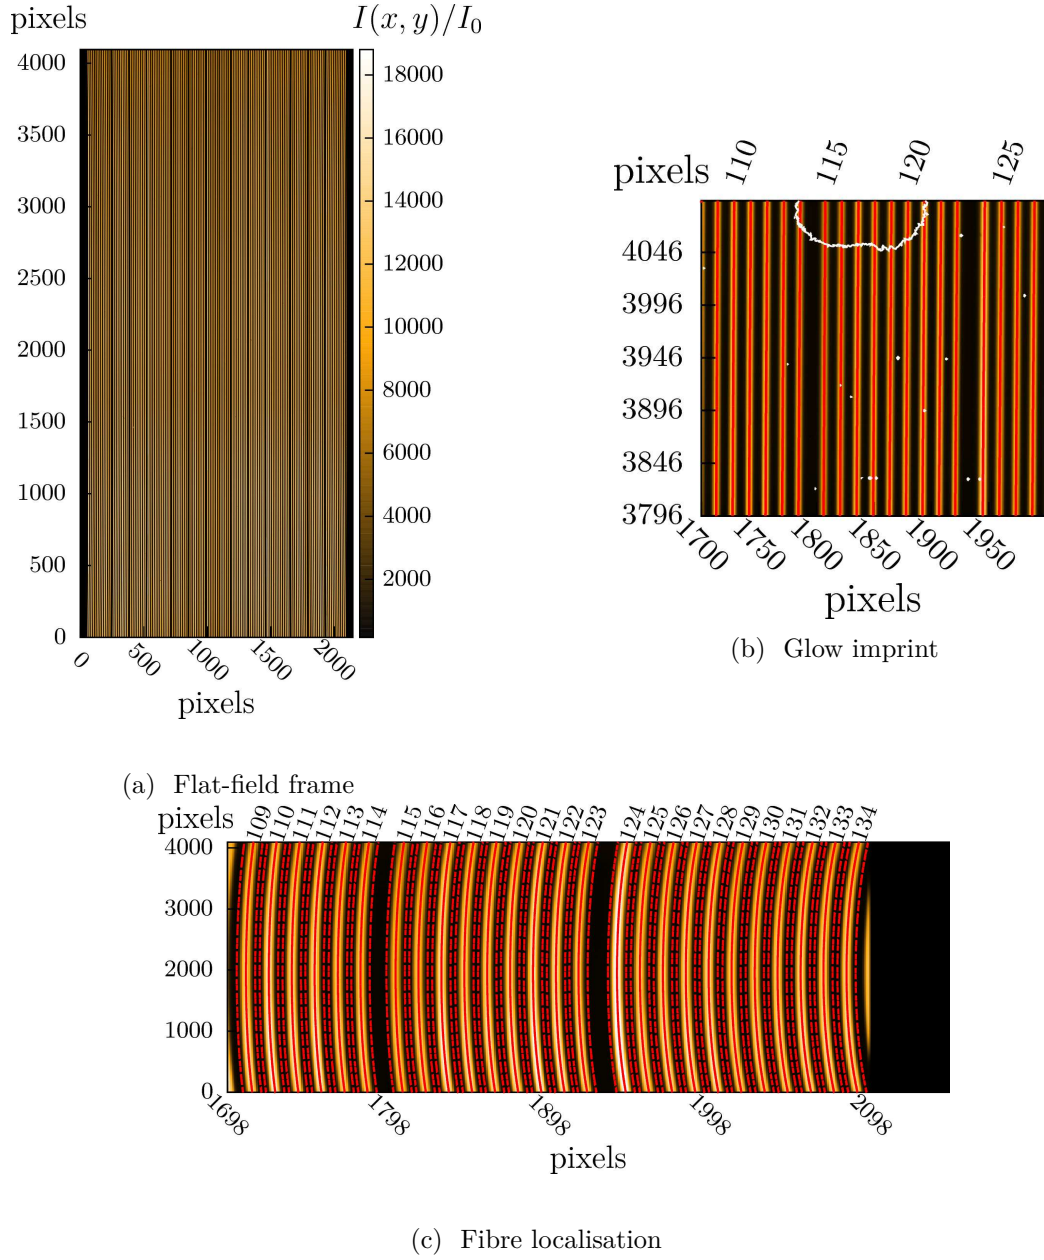 pixels
I(x, y)/I₀
4000
3500
3000
2500
2000
1500
1000
500
0
18000
16000
14000
12000
10000
8000
6000
4000
2000
0 500 1000 1500 2000
pixels
(a) Flat-field frame
pixels
110 115 120 125
4046
3996
3946
3896
3846
3796
1700 1750 1800 1850 1900 1950
pixels
(b) Glow imprint
pixels
109 110 111 112 113 114 115 116 117 118 119 120 121 122 123 124 125 126 127 128 129 130 131 132 133 134
4000
3000
2000
1000
0
1698 1798 1898 1998 2098
pixels
(c) Fibre localisation